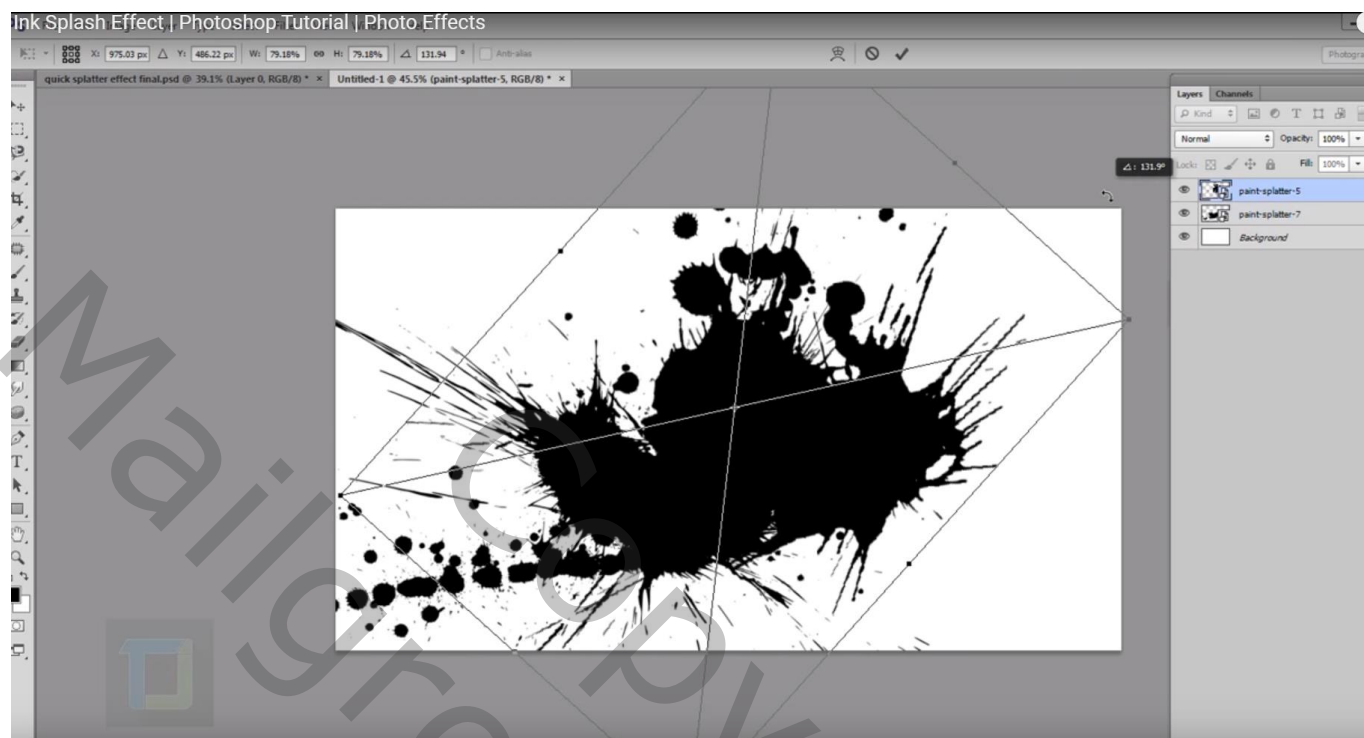 Ink Splash Effect | Photoshop Tutorial | Photo Effects
X: 975.03 px Y: 486.22 px W: 79.18% H: 79.18% 131.94 ° Anti-alias
quick splatter effect final.psd @ 39.1% (Layer 0, RGB/8) * × Untitled-1 @ 45.5% (paint-splatter-5, RGB/8) * ×
Layers Channels
Kind
Normal Opacity: 100%
Lock: Fill: 100%
: 131.9°
paint-splatter-5
paint-splatter-7
Background
Copy